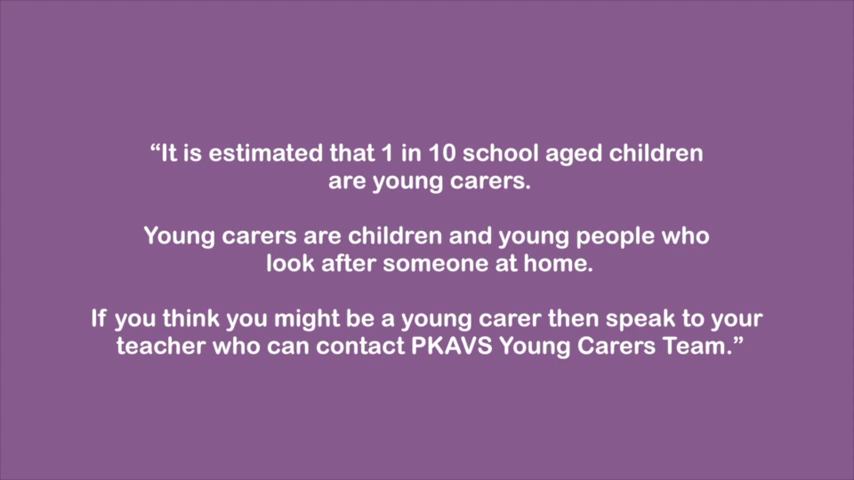 “It is estimated that 1 in 10 school aged children
are young carers.
Young carers are children and young people who
look after someone at home.
If you think you might be a young carer then speak to your
teacher who can contact PKAVS Young Carers Team.”